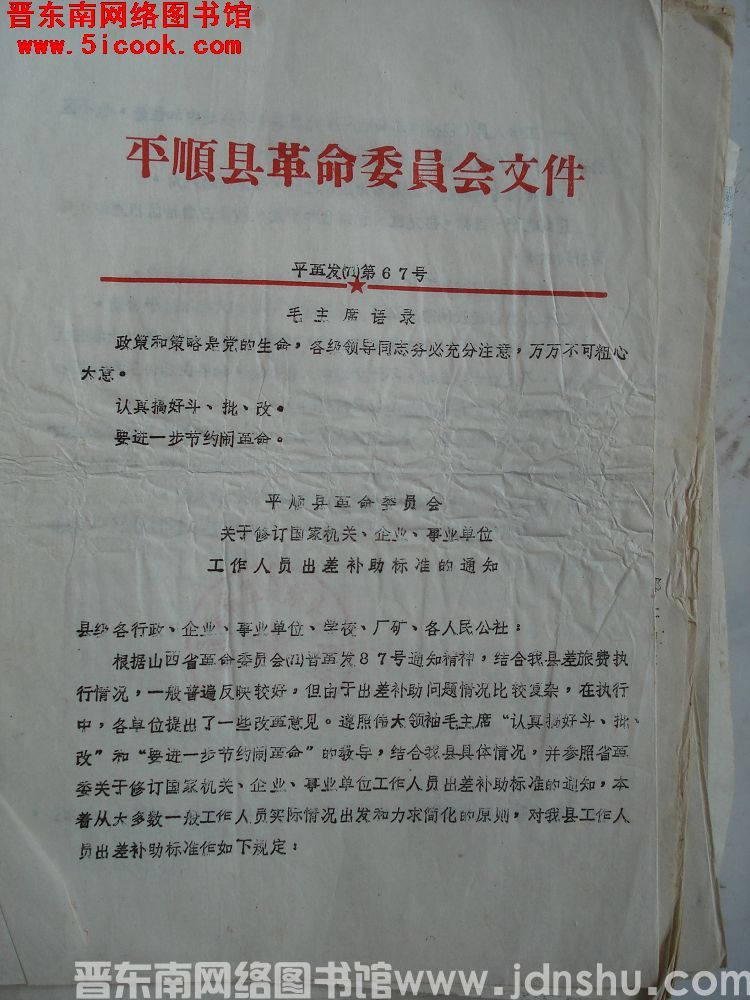 晋东南网络图书馆
www.5icook.com
平順县革命委員会文件
平革发(71)第67号
毛主席语录
政策和策略是党的生命，各级领导同志务必充分注意，万万不可粗心
大意。
认真搞好斗、批、改。
要进一步节约闹革命。
平顺县革命委员会
关于修订国家机关、企业、事业单位
工作人员出差补助标准的通知
县级各行政、企业、事业单位、学校、厂矿、各人民公社：
根据山西省革命委员会(71)晋革发87号通知精神，结合我县差旅费执
行情况，一般普遍反映较好，但由于出差补助问题情况比较复杂，在执行
中，各单位提出了一些改革意见。遵照伟大领袖毛主席“认真搞好斗、批、
改”和“要进一步节约闹革命”的教导，结合我县具体情况，并参照省革
委关于修订国家机关、企业、事业单位工作人员出差补助标准的通知，本
着从大多数一般工作人员实际情况出发和力求简化的原则，对我县工作人
员出差补助标准作如下规定：
晋东南网络图书馆www.jdnshu.com